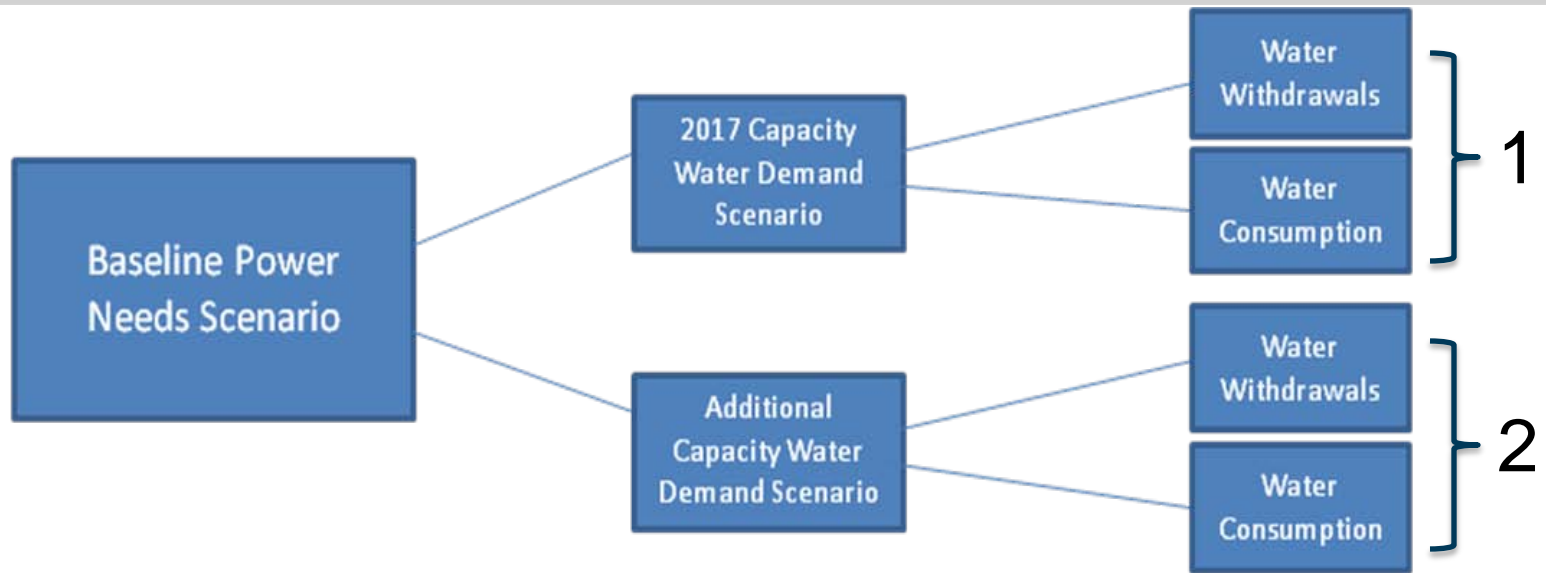 Baseline Power
Needs Scenario
2017 Capacity
Water Demand
Scenario
Water
Withdrawals
Water
Consumption
1
Additional
Capacity Water
Demand Scenario
Water
Withdrawals
Water
Consumption
2